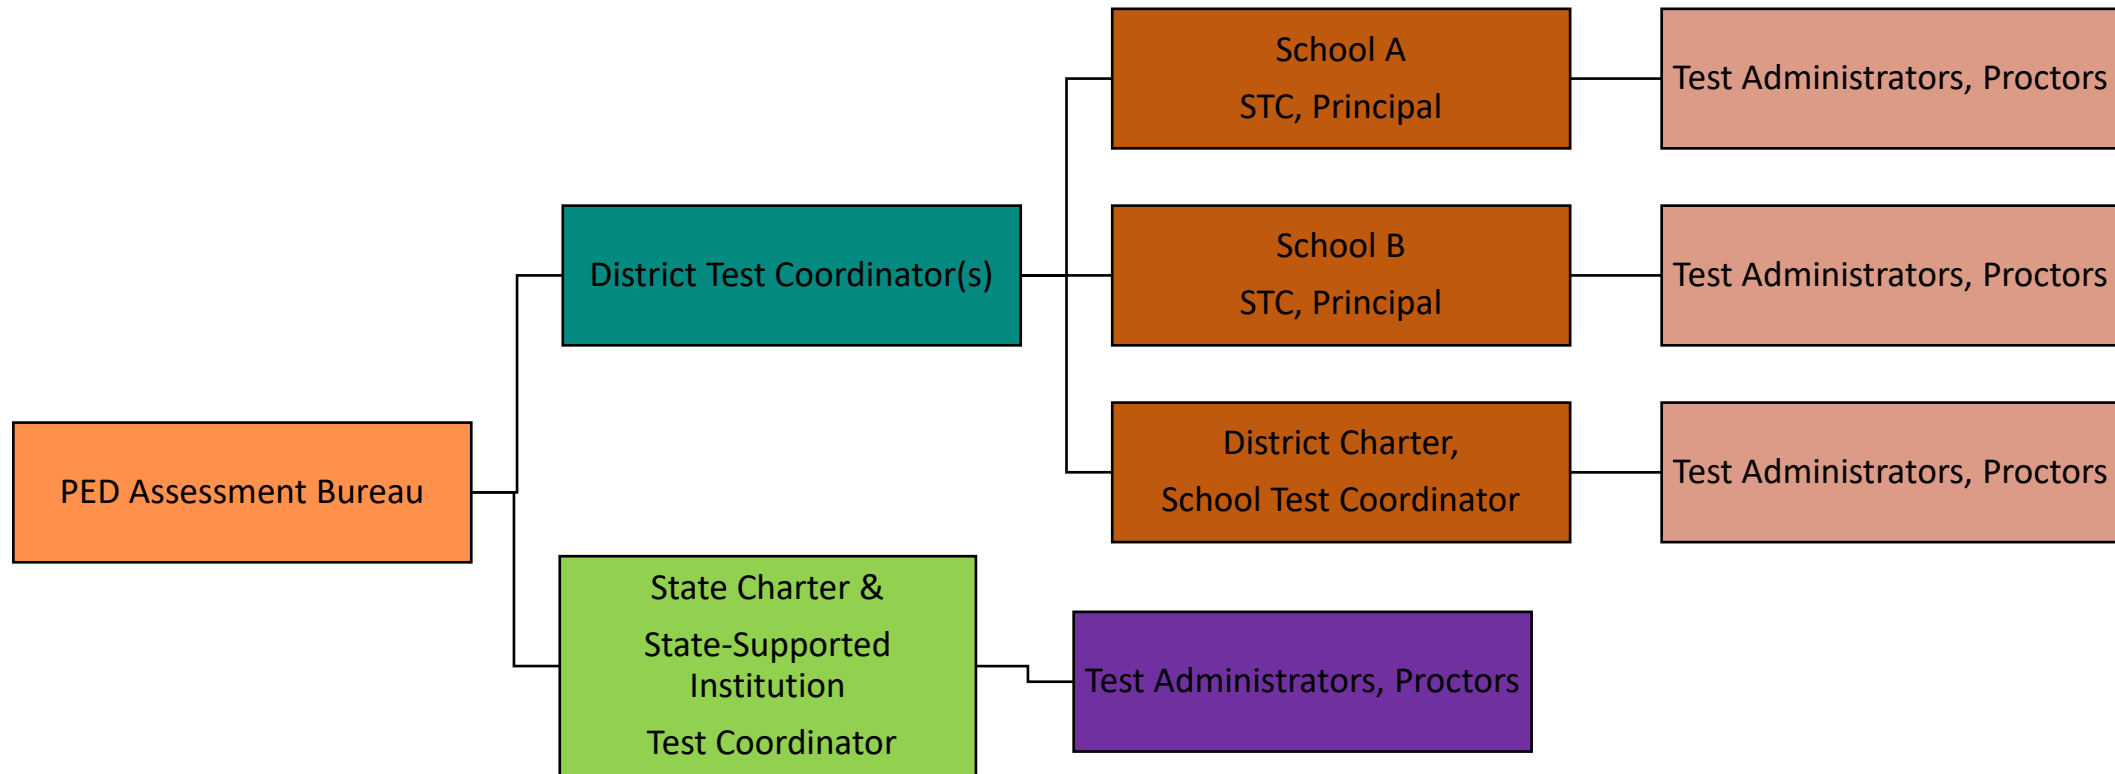 PED Assessment Bureau
District Test Coordinator(s)
School A
STC, Principal
Test Administrators, Proctors
School B
STC, Principal
Test Administrators, Proctors
District Charter,
School Test Coordinator
Test Administrators, Proctors
State Charter &
State-Supported
Institution
Test Coordinator
Test Administrators, Proctors